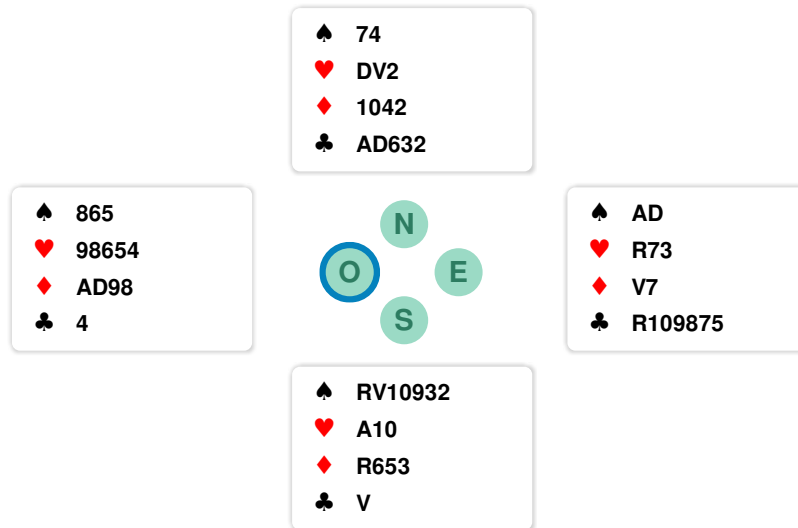 ♠ 74
♥ DV2
♦ 1042
♣ AD632
♠ 865
♥ 98654
♦ AD98
♣ 4
N
O E
S
♠ AD
♥ R73
♦ V7
♣ R109875
♠ RV10932
♥ A10
♦ R653
♣ V